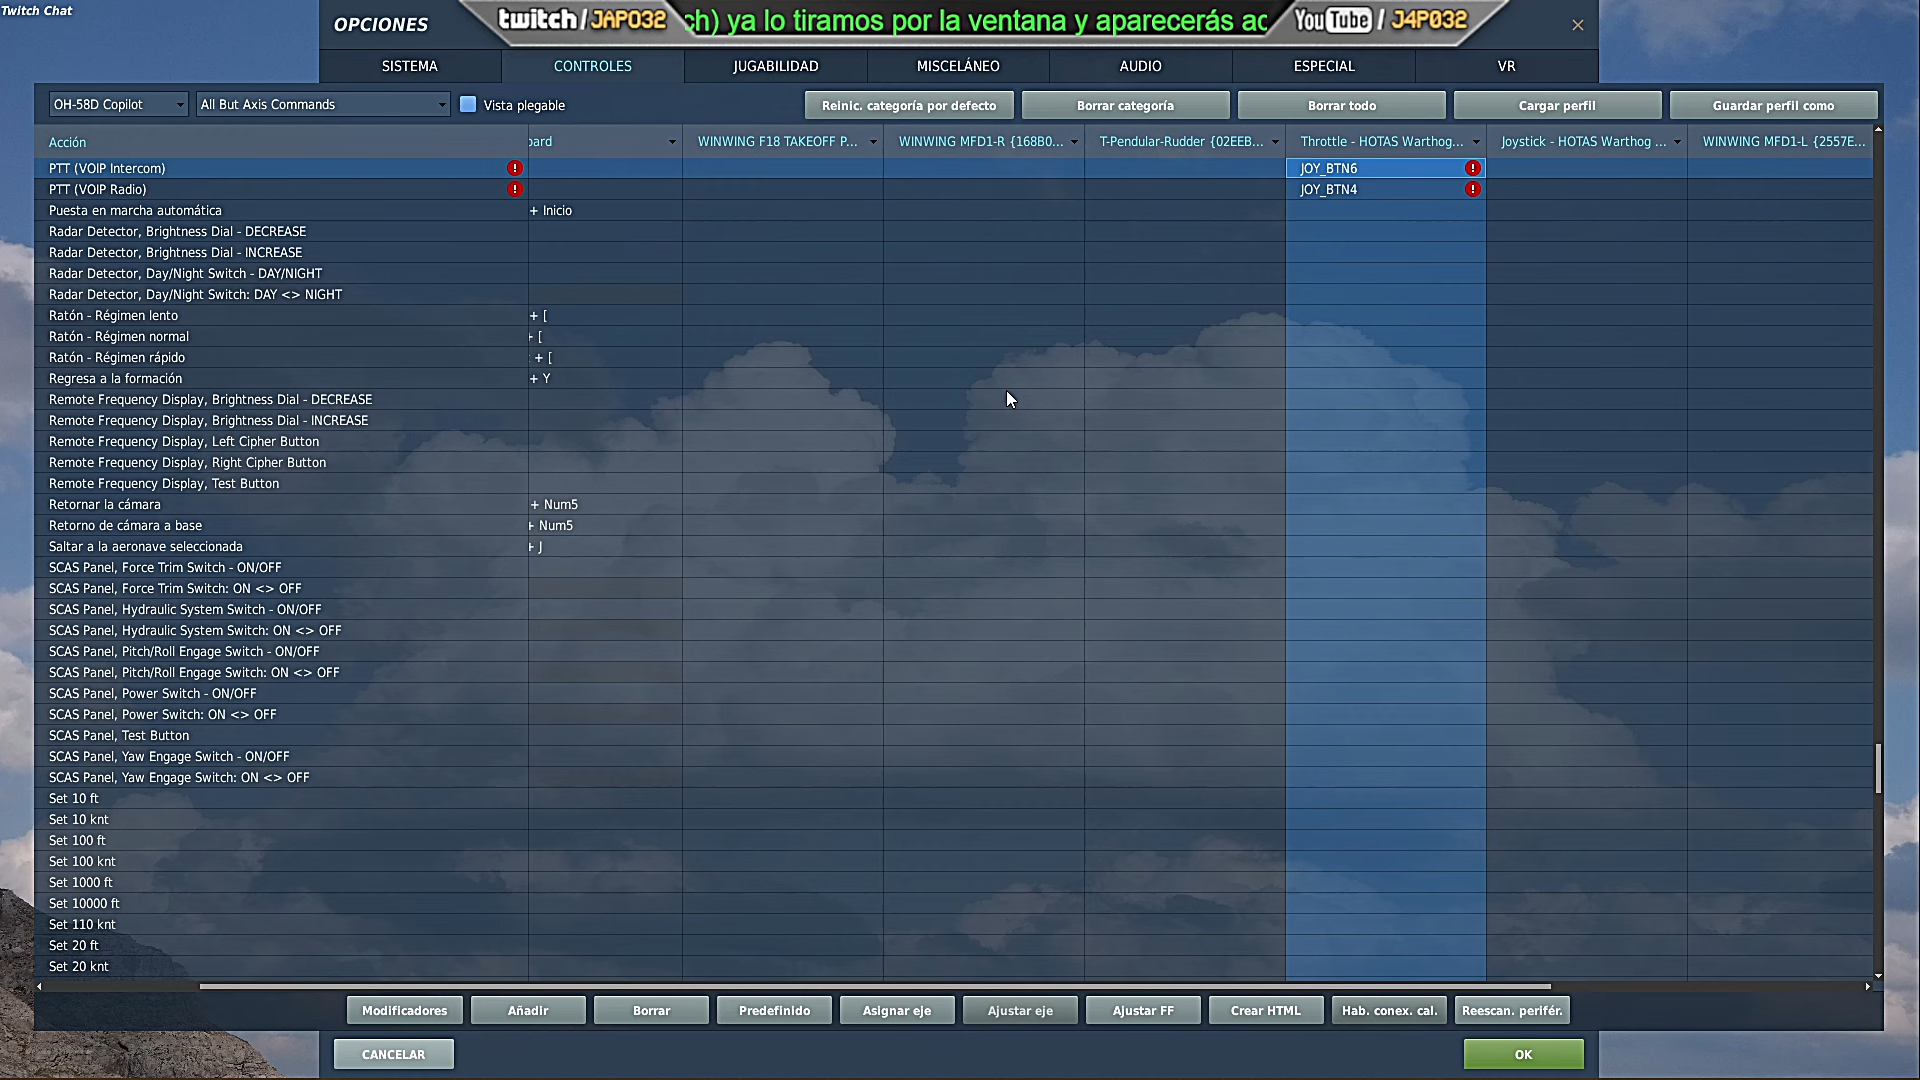 Twitch Chat
OPCIONES
twitch / JAPO32
ch) ya lo tiramos por la ventana y aparecerás
YouTube / J4P032
SISTEMA
CONTROLES
JUGABILIDAD
MISCELÁNEO
AUDIO
ESPECIAL
VR
OH-58D Copilot
All But Axis Commands
Vista plegable
Reinic. categoría por defecto
Borrar categoría
Borrar todo
Cargar perfil
Guardar perfil como
Acción
oard
WINWING F18 TAKEOFF P...
WINWING MFD1-R {168B0...
T-Pendular-Rudder {02EEB...
Throttle - HOTAS Warthog...
Joystick - HOTAS Warthog ...
WINWING MFD1-L {2557E...
PTT (VOIP Intercom) JOY_BTN6
PTT (VOIP Radio) JOY_BTN4
Puesta en marcha automática + Inicio
Radar Detector, Brightness Dial - DECREASE
Radar Detector, Brightness Dial - INCREASE
Radar Detector, Day/Night Switch - DAY/NIGHT
Radar Detector, Day/Night Switch: DAY <> NIGHT
Ratón - Régimen lento + [
Ratón - Régimen normal + [
Ratón - Régimen rápido + [
Regresa a la formación + Y
Remote Frequency Display, Brightness Dial - DECREASE
Remote Frequency Display, Brightness Dial - INCREASE
Remote Frequency Display, Left Cipher Button
Remote Frequency Display, Right Cipher Button
Remote Frequency Display, Test Button
Retornar la cámara + Num5
Retorno de cámara a base + Num5
Saltar a la aeronave seleccionada + J
SCAS Panel, Force Trim Switch - ON/OFF
SCAS Panel, Force Trim Switch: ON <> OFF
SCAS Panel, Hydraulic System Switch - ON/OFF
SCAS Panel, Hydraulic System Switch: ON <> OFF
SCAS Panel, Pitch/Roll Engage Switch - ON/OFF
SCAS Panel, Pitch/Roll Engage Switch: ON <> OFF
SCAS Panel, Power Switch - ON/OFF
SCAS Panel, Power Switch: ON <> OFF
SCAS Panel, Test Button
SCAS Panel, Yaw Engage Switch - ON/OFF
SCAS Panel, Yaw Engage Switch: ON <> OFF
Set 10 ft
Set 10 knt
Set 100 ft
Set 100 knt
Set 1000 ft
Set 10000 ft
Set 110 knt
Set 20 ft
Set 20 knt
Modificadores
Añadir
Borrar
Predefinido
Asignar eje
Ajustar eje
Ajustar FF
Crear HTML
Hab. conex. cal.
Reescan. perifér.
CANCELAR
OK